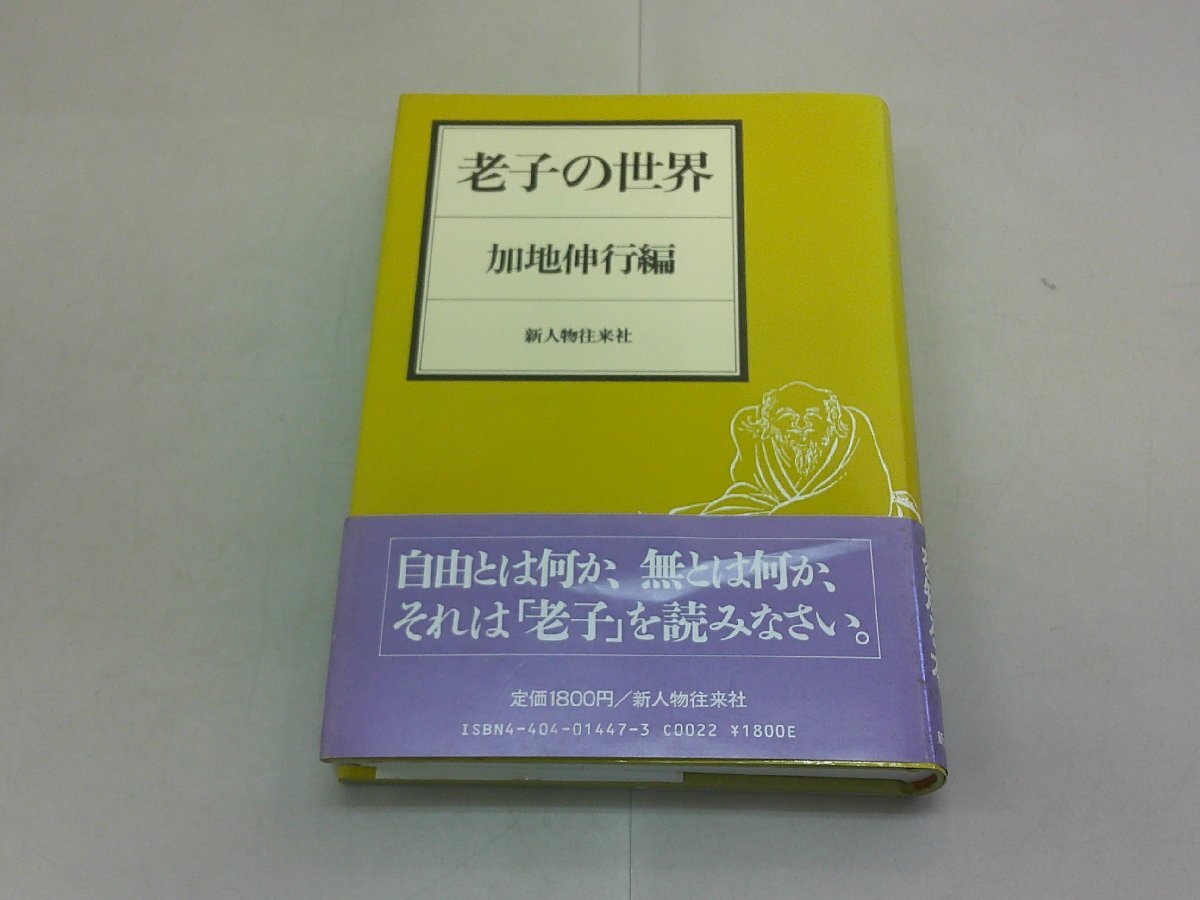 老子の世界
加地伸行編
新人物往来社
自由とは何か、無とは何か、
それは「老子」を読みなさい。
定価1800円/新人物往来社
ISBN4-404-01447-3 C0022 ¥1800E